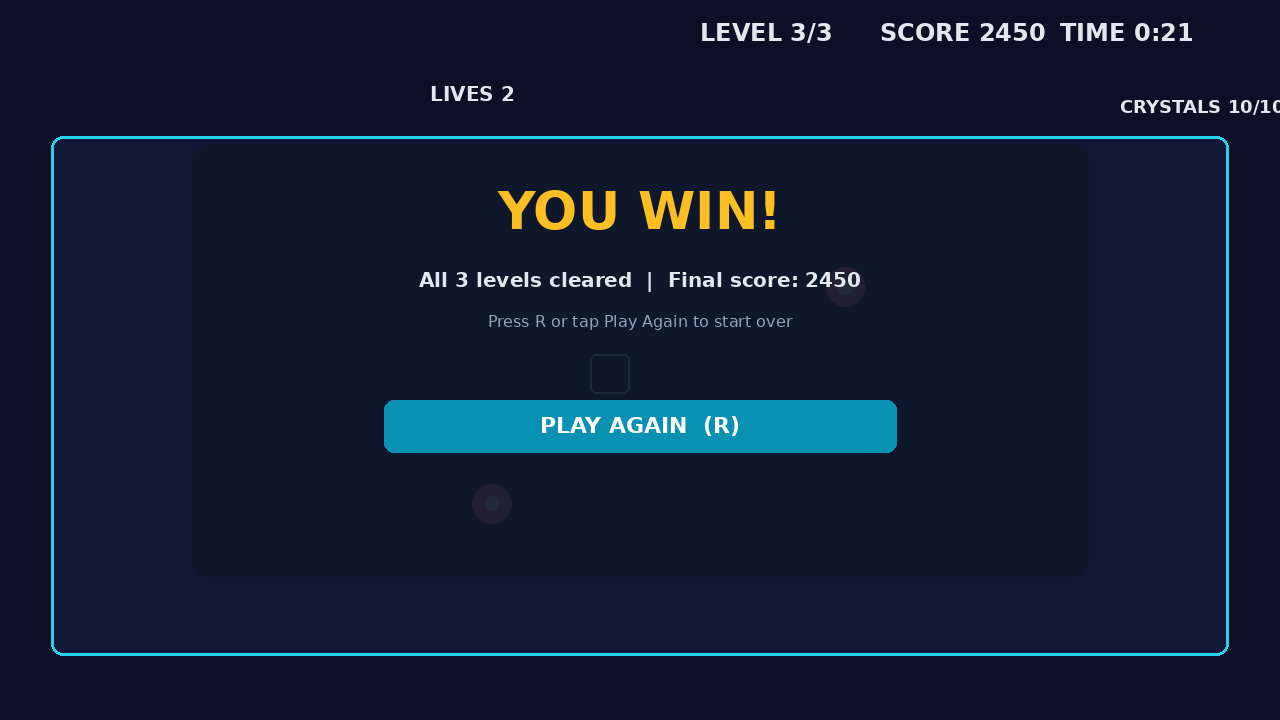 LEVEL 3/3 SCORE 2450 TIME 0:21
LIVES 2
CRYSTALS 10/10
YOU WIN!
All 3 levels cleared | Final score: 2450
Press R or tap Play Again to start over
PLAY AGAIN (R)